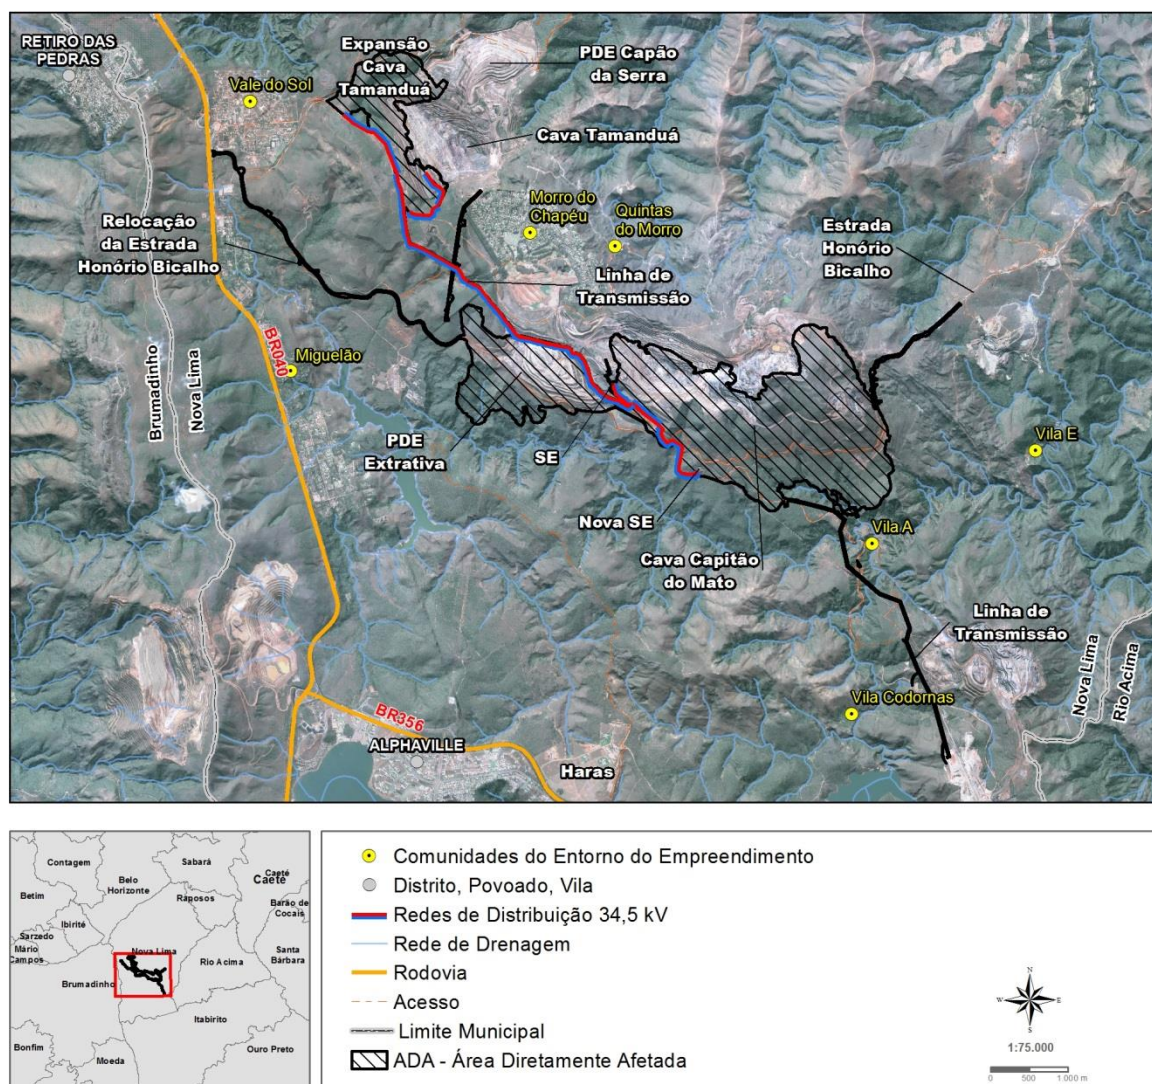 RETIRO DAS
PEDRAS
Vale do Sol
Expansão
Cava
Tamanduá
PDE Capão
da Serra
Cava Tamanduá
Morro do
Chapéu
Quintas
do Morro
Estrada
Honório
Bicalho
Relocação
da Estrada
Honório Bicalho
Linha de
Transmissão
BR040
Miguelão
Brumadinho
Nova Lima
PDE
Extrativa
SE
Nova SE
Cava Capitão
do Mato
Vila E
Vila A
Linha de
Transmissão
Nova Lima
Rio Acima
Vila Codornas
BR356
ALPHAVILLE
Haras
Contagem
Belo
Horizonte
Sabará
Caeté
Caeté
Betim
Raposos
Barão de
Cocais
Ibirité
Sarzedo
Mário
Campos
Nova Lima
Rio Acima
Santa
Bárbara
Brumadinho
Itabirito
Bonfim
Moeda
Ouro Preto
Comunidades do Entorno do Empreendimento
Distrito, Povoado, Vila
Redes de Distribuição 34,5 kV
Rede de Drenagem
Rodovia
Acesso
Limite Municipal
ADA - Área Diretamente Afetada
N
W
E
S
1:75.000
0 500 1.000 m